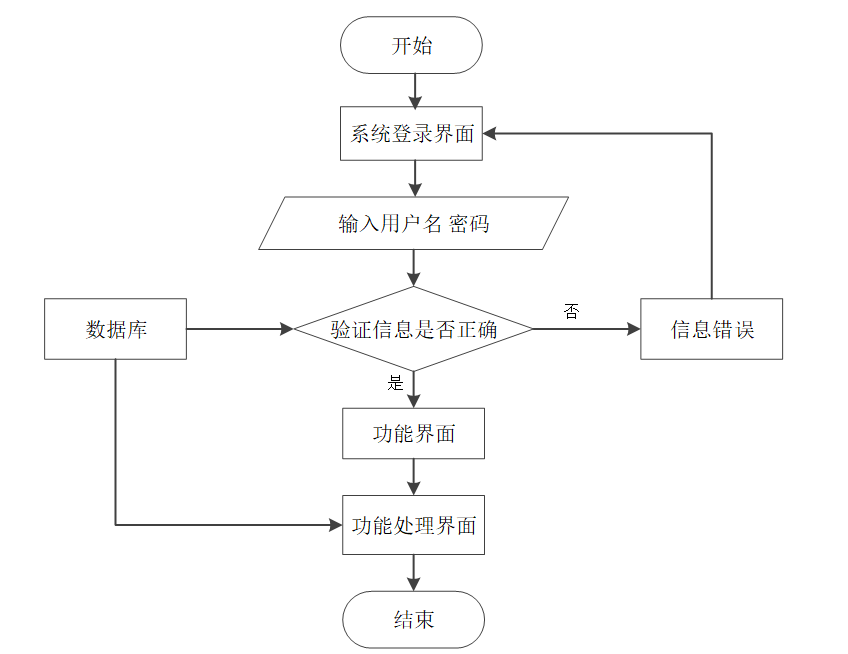 开始
系统登录界面
输入用户名 密码
数据库
验证信息是否正确
否
信息错误
是
功能界面
功能处理界面
结束